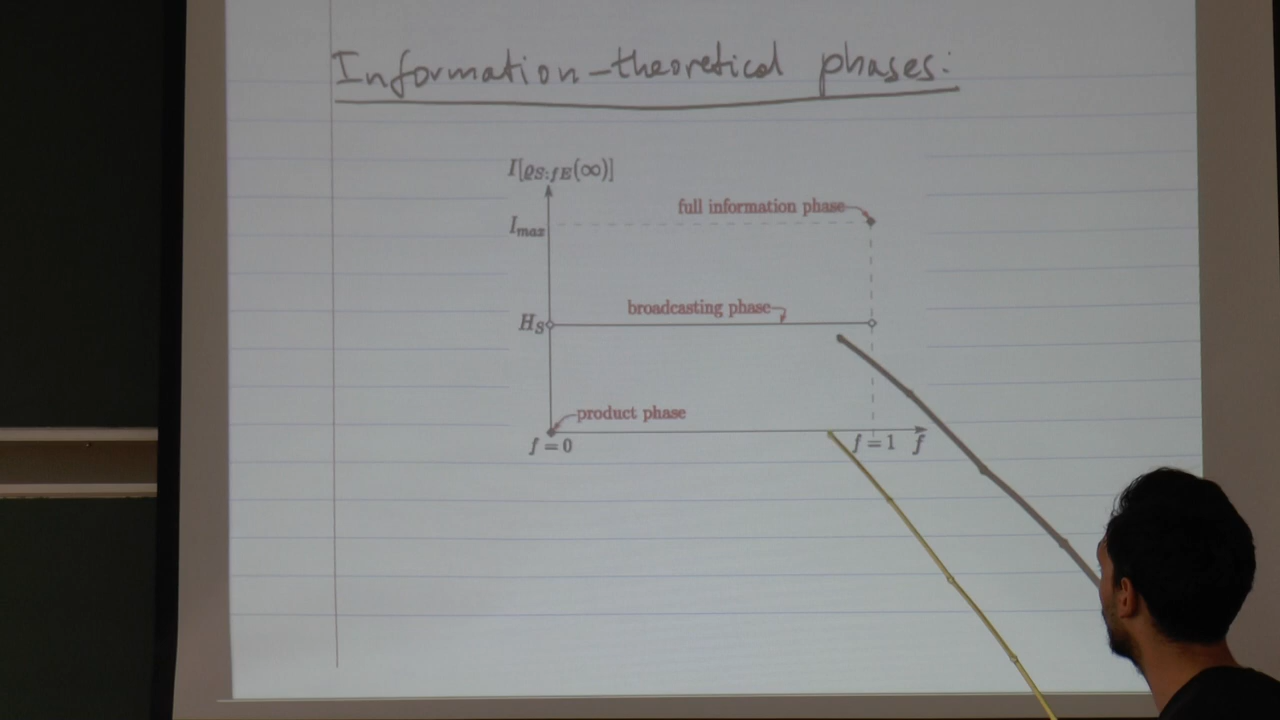 Information-theoretical phases:
I[ϱS:fE(∞)]
full information phase
Imax
broadcasting phase
HS
product phase
f = 0
f = 1
f